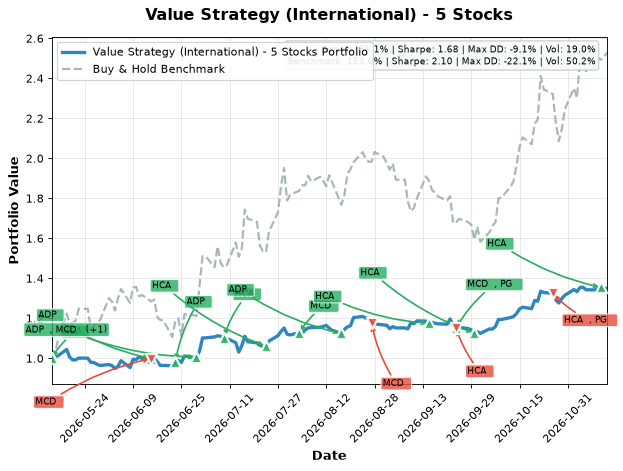 Value Strategy (International) - 5 Stocks
1% | Sharpe: 1.68 | Max DD: -9.1% | Vol: 19.0%
Sharpe: 2.10 | Max DD: -22.1% | Vol: 50.2%
Value Strategy (International) - 5 Stocks Portfolio
Buy & Hold Benchmark
Portfolio Value
2.6
2.4
2.2
2.0
1.8
1.6
1.4
1.2
1.0
HCA
HCA
HCA
MCD , PG
ADP
HCA
ADP
MCD
ADP
ADP , MCD (+1)
HCA , PG
HCA
MCD
MCD
2026-05-24
2026-06-09
2026-06-25
2026-07-11
2026-07-27
2026-08-12
2026-08-28
2026-09-13
2026-09-29
2026-10-15
2026-10-31
Date